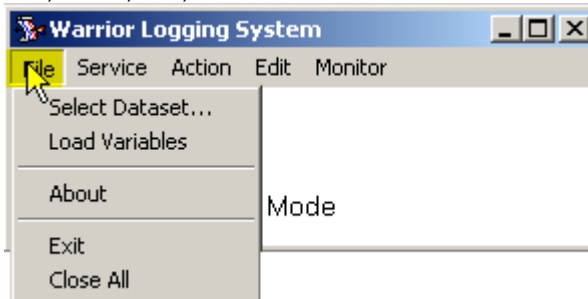 Warrior Logging System
File Service Action Edit Monitor
Select Dataset...
Load Variables
About
Mode
Exit
Close All